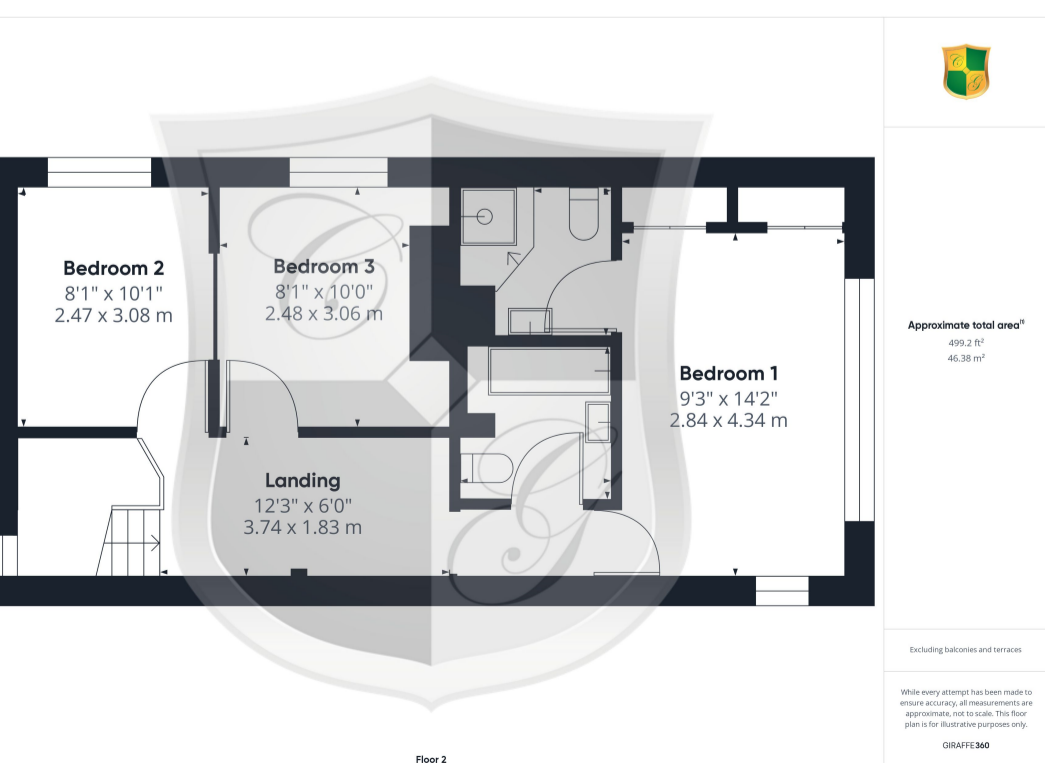 Bedroom 2
8'1" x 10'1"
2.47 x 3.08 m
Bedroom 3
8'1" x 10'0"
2.48 x 3.06 m
Bedroom 1
9'3" x 14'2"
2.84 x 4.34 m
Landing
12'3" x 6'0"
3.74 x 1.83 m
Floor 2
C
G
C
G
Approximate total area⁽¹⁾
499.2 ft²
46.38 m²
Excluding balconies and terraces
While every attempt has been made to
ensure accuracy, all measurements are
approximate, not to scale. This floor
plan is for illustrative purposes only.
GIRAFFE360